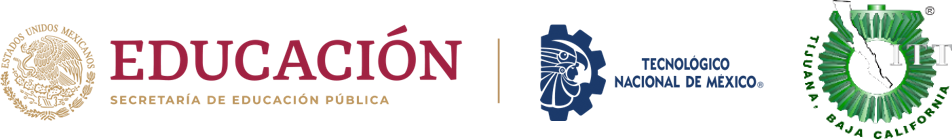 ESTADOS UNIDOS MEXICANOS
EDUCACIÓN
SECRETARÍA DE EDUCACIÓN PÚBLICA
TECNOLÓGICO
NACIONAL DE MÉXICO®
®
ITT
TIJUANA, BAJA CALIFORNIA